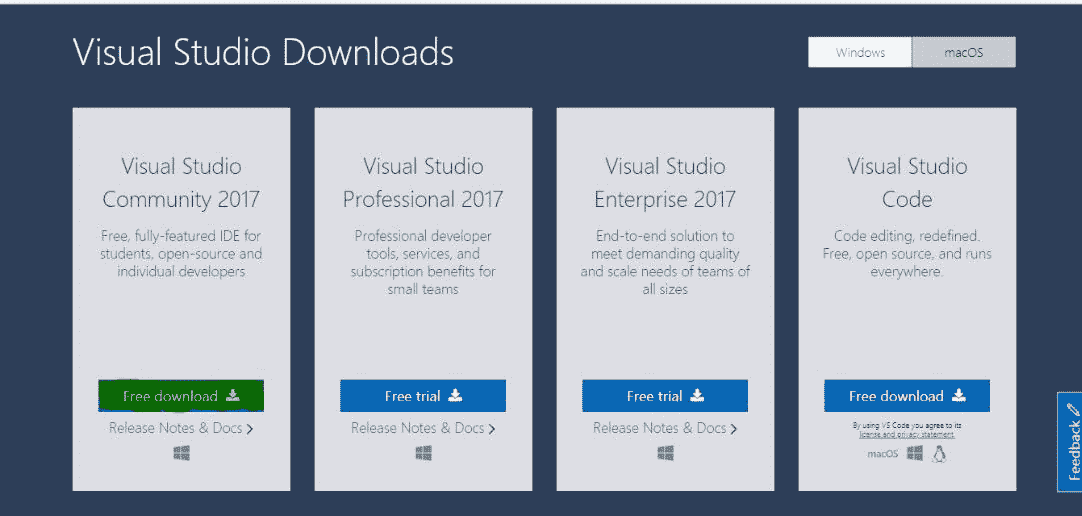 Visual Studio Downloads
Windows
macOS
Visual Studio
Community 2017
Free, fully-featured IDE for
students, open-source and
individual developers
Free download
Release Notes & Docs
Visual Studio
Professional 2017
Professional developer
tools, services, and
subscription benefits for
small teams
Free trial
Release Notes & Docs
Visual Studio
Enterprise 2017
End-to-end solution to
meet demanding quality
and scale needs of teams of
all sizes
Free trial
Release Notes & Docs
Visual Studio
Code
Code editing, redefined.
Free, open source, and runs
everywhere.
Free download
By using VS Code you agree to its
license and privacy statement.
macOS
Feedback